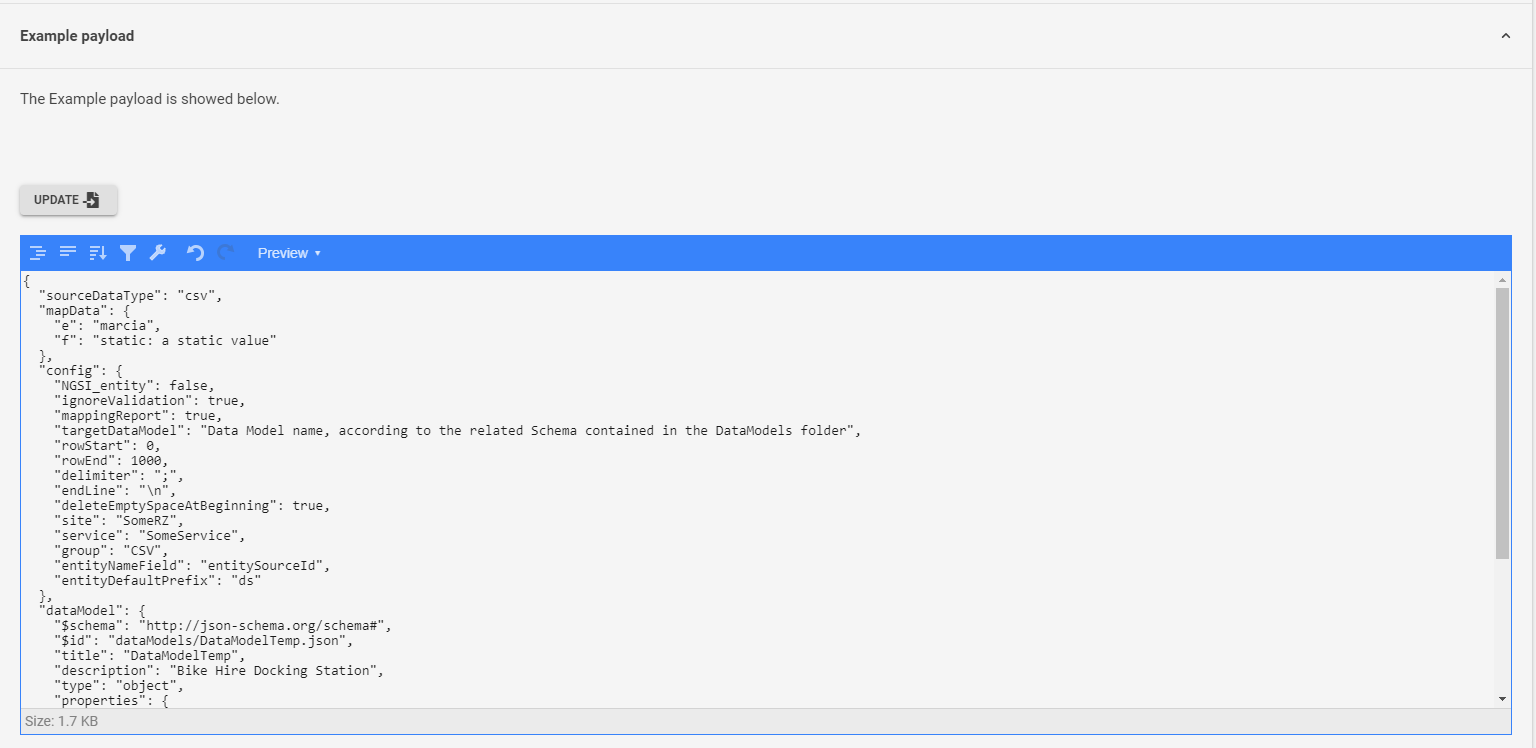 Example payload
The Example payload is showed below.
UPDATE
Preview
{
  "sourceDataType": "csv",
  "mapData": {
    "e": "marcia",
    "f": "static: a static value"
  },
  "config": {
    "NGSI_entity": false,
    "ignoreValidation": true,
    "mappingReport": true,
    "targetDataModel": "Data Model name, according to the related Schema contained in the DataModels folder",
    "rowStart": 0,
    "rowEnd": 1000,
    "delimiter": ";",
    "endLine": "\n",
    "deleteEmptySpaceAtBeginning": true,
    "site": "SomeRZ",
    "service": "SomeService",
    "group": "CSV",
    "entityNameField": "entitySourceId",
    "entityDefaultPrefix": "ds"
  },
  "dataModel": {
    "$schema": "http://json-schema.org/schema#",
    "$id": "dataModels/DataModelTemp.json",
    "title": "DataModelTemp",
    "description": "Bike Hire Docking Station",
    "type": "object",
    "properties": {
Size: 1.7 KB